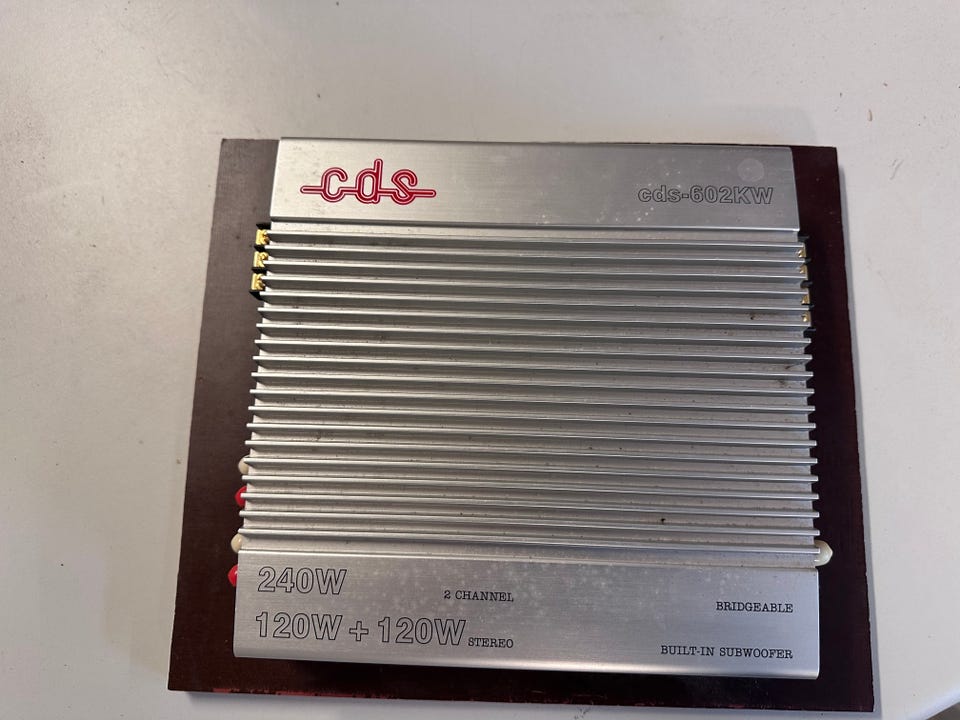 cds
cds-602KW
240W
2 CHANNEL
BRIDGEABLE
120W + 120W STEREO
BUILT-IN SUBWOOFER